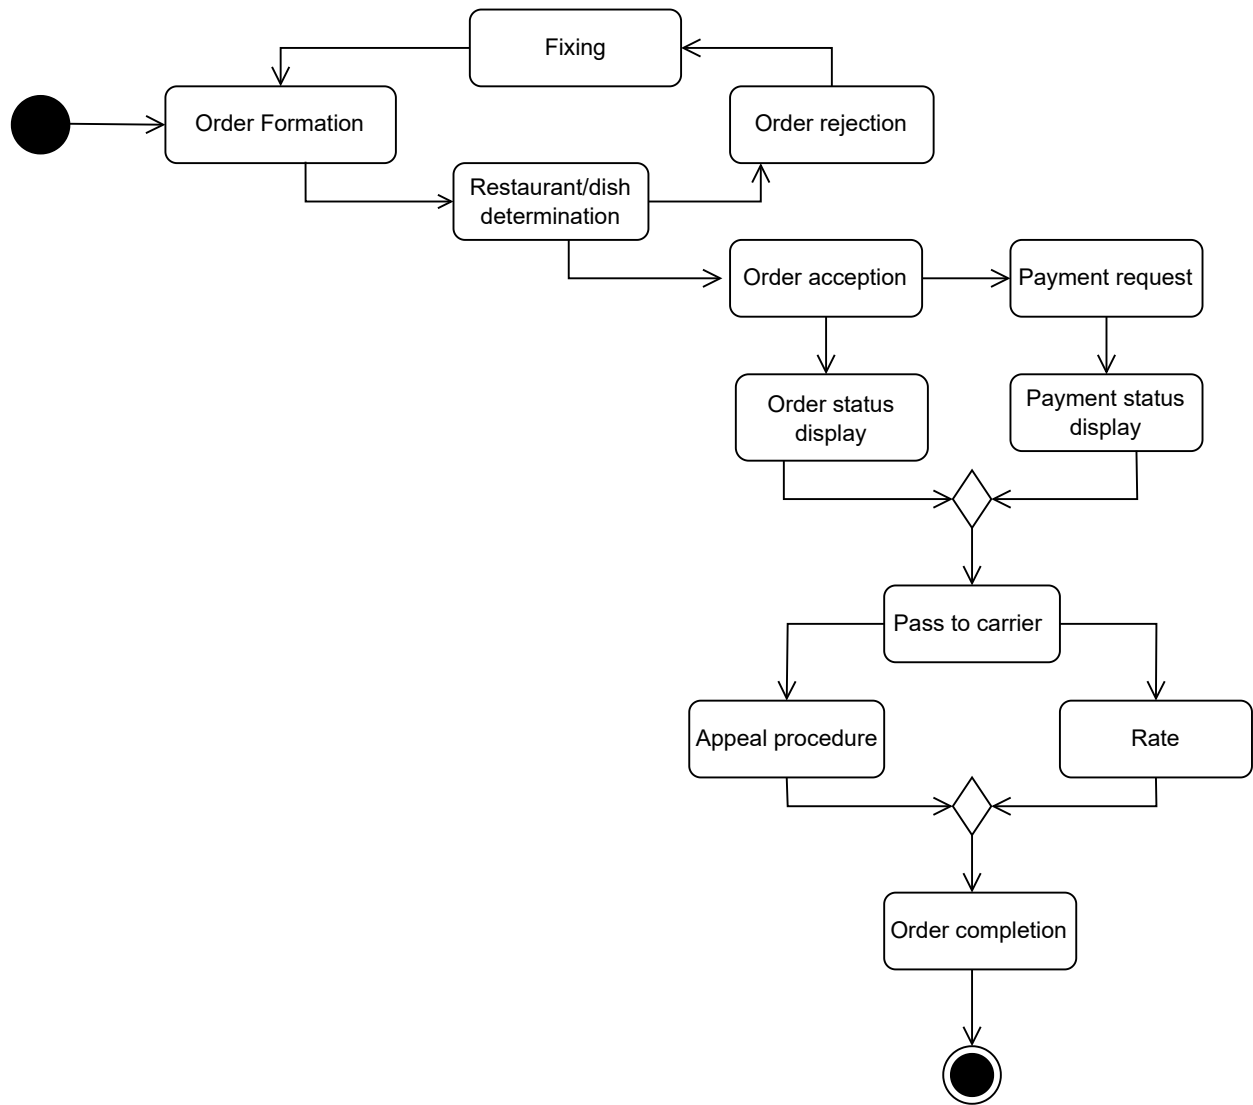 Fixing
Order Formation
Order rejection
Restaurant/dish
determination
Order acception
Payment request
Order status
display
Payment status
display
Pass to carrier
Appeal procedure
Rate
Order completion